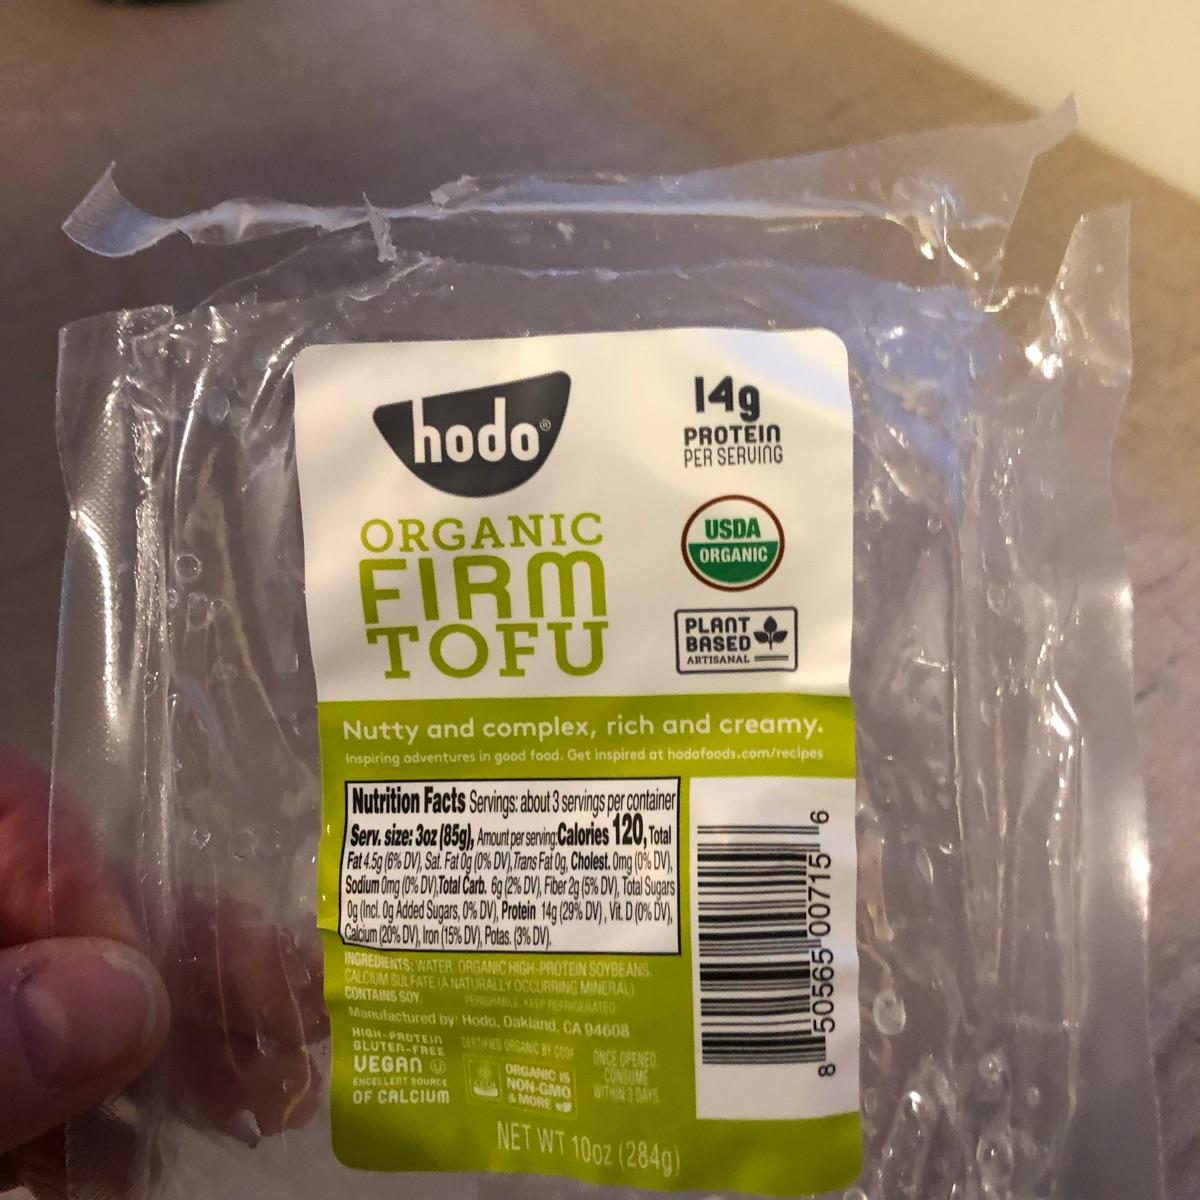 hodo®
14g
PROTEIN
PER SERVING
ORGANIC
FIRM
TOFU
USDA
ORGANIC
PLANT
BASED
ARTISANAL
Nutty and complex, rich and creamy.
Inspiring adventures in good food. Get inspired at hodofoods.com/recipes
Nutrition Facts Servings: about 3 servings per container
Serv. size: 3oz (85g), Amount per serving: Calories 120, Total
Fat 4.5g (6% DV), Sat. Fat 0g (0% DV), Trans Fat 0g, Cholest. 0mg (0% DV),
Sodium 0mg (0% DV), Total Carb. 6g (2% DV), Fiber 2g (5% DV), Total Sugars
0g (Incl. 0g Added Sugars, 0% DV), Protein 14g (29% DV), Vit. D (0% DV),
Calcium (20% DV), Iron (15% DV), Potas. (3% DV).
8 50565 00715 6
INGREDIENTS: WATER, ORGANIC HIGH-PROTEIN SOYBEANS,
CALCIUM SULFATE (A NATURALLY OCCURRING MINERAL)
CONTAINS SOY. PERISHABLE. KEEP REFRIGERATED
Manufactured by: Hodo, Oakland, CA 94608
HIGH-PROTEIN
GLUTEN-FREE
VEGAN U
EXCELLENT SOURCE
OF CALCIUM
CERTIFIED ORGANIC BY CCOF
ORGANIC IS
NON-GMO
& MORE
ONCE OPENED,
CONSUME
WITHIN 3 DAYS
NET WT 10oz (284g)